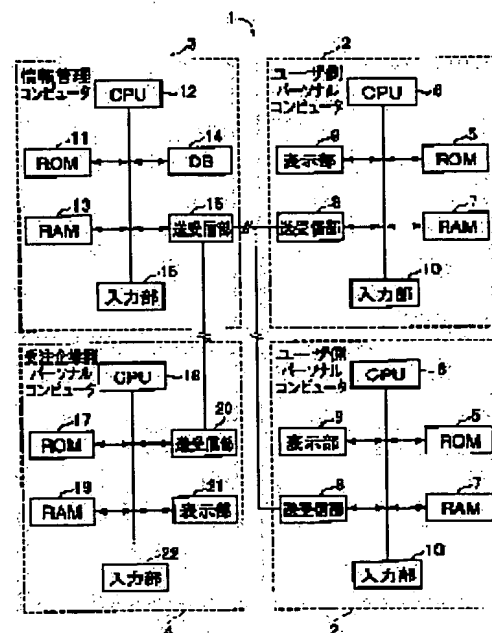 1
3
情報管理
コンピュータ
CPU
12
11
ROM
14
DB
13
RAM
15
送受信部
入力部
2
ユーザ側
パーソナル
コンピュータ
CPU
6
9
表示部
5
ROM
8
送受信部
7
RAM
10
入力部
受注企業側
パーソナル
コンピュータ
CPU
18
17
ROM
20
送受信部
19
RAM
21
表示部
22
入力部
4
ユーザ側
パーソナル
コンピュータ
CPU
6
9
表示部
5
ROM
8
送受信部
7
RAM
10
入力部
2